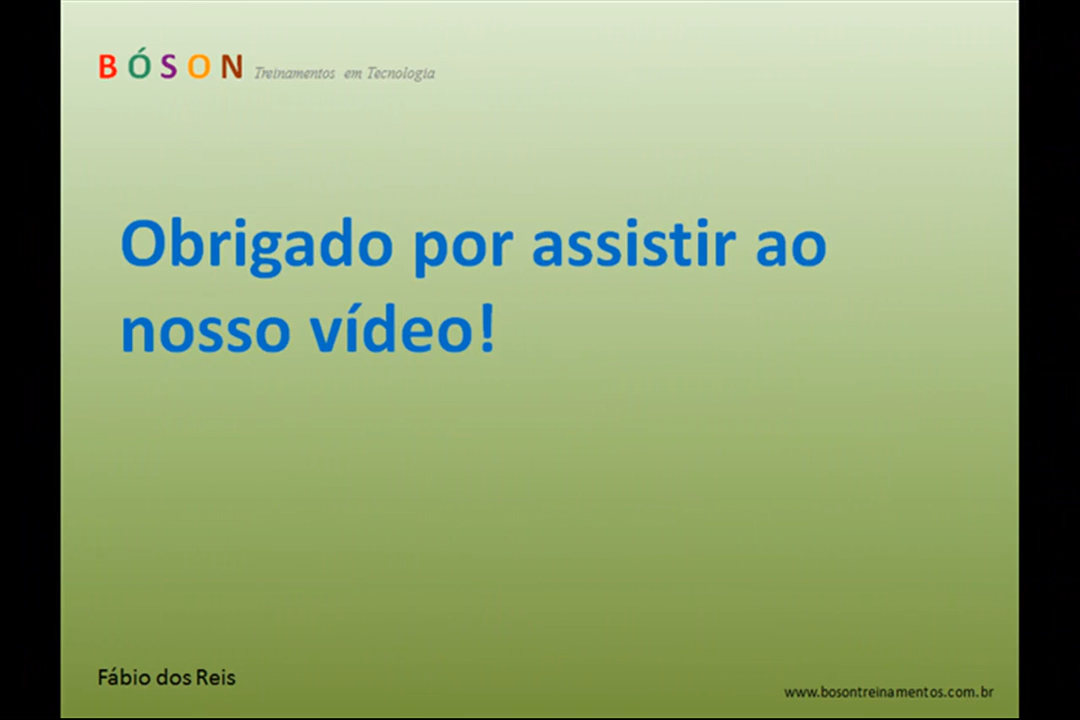 BÓSON Treinamentos em Tecnologia
Obrigado por assistir ao
nosso vídeo!
Fábio dos Reis
www.bosontreinamentos.com.br